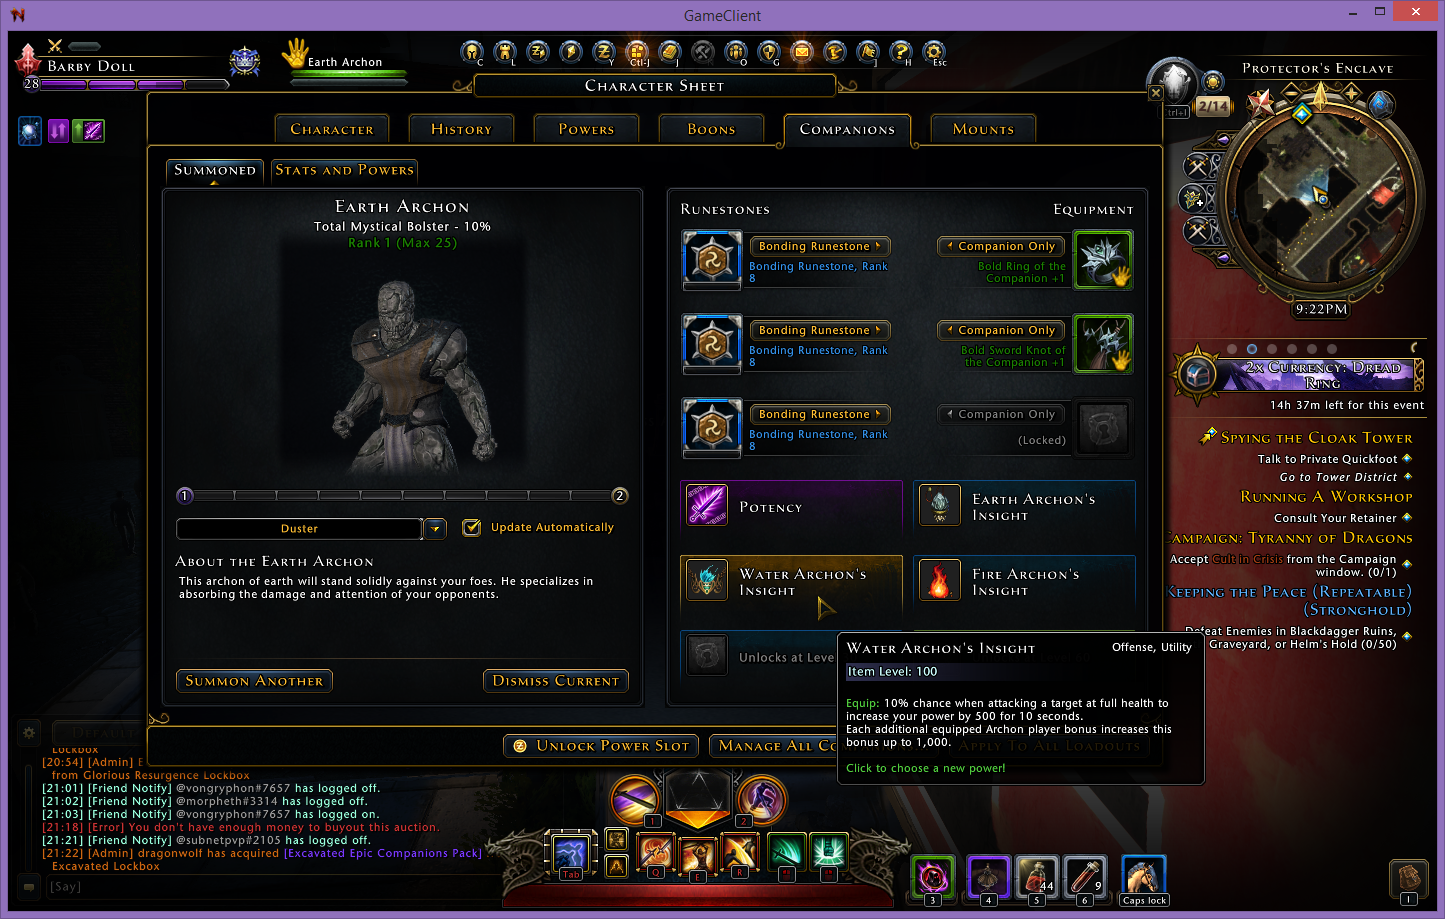 GameClient
BARBY DOLL
28
Earth Archon
C
L
Z
Y
Ctl-J
J
O
G
]
H
Esc
CHARACTER SHEET
CHARACTER
HISTORY
POWERS
BOONS
COMPANIONS
MOUNTS
SUMMONED
STATS AND POWERS
EARTH ARCHON
Total Mystical Bolster - 10%
Rank 1 (Max 25)
1
2
Duster
Update Automatically
ABOUT THE EARTH ARCHON
This archon of earth will stand solidly against your foes. He specializes in
absorbing the damage and attention of your opponents.
SUMMON ANOTHER
DISMISS CURRENT
RUNESTONES
EQUIPMENT
Bonding Runestone
Bonding Runestone, Rank
8
Companion Only
Bold Ring of the
Companion +1
Bonding Runestone
Bonding Runestone, Rank
8
Companion Only
Bold Sword Knot of
the Companion +1
Bonding Runestone
Bonding Runestone, Rank
8
Companion Only
(Locked)
POTENCY
EARTH ARCHON'S
INSIGHT
WATER ARCHON'S
INSIGHT
FIRE ARCHON'S
INSIGHT
Unlocks at Leve
WATER ARCHON'S INSIGHT
Offense, Utility
Item Level: 100
Equip: 10% chance when attacking a target at full health to
increase your power by 500 for 10 seconds.
Each additional equipped Archon player bonus increases this
bonus up to 1,000.
Click to choose a new power!
UNLOCK POWER SLOT
MANAGE ALL CO
APPLY TO ALL LOADOUTS
PROTECTOR'S ENCLAVE
Ctrl+I
2/14
9:22PM
2X CURRENCY: DREAD
RING
14h 37m left for this event
SPYING THE CLOAK TOWER
Talk to Private Quickfoot
Go to Tower District
RUNNING A WORKSHOP
Consult Your Retainer
CAMPAIGN: TYRANNY OF DRAGONS
Accept Cult in Crisis from the Campaign
window. (0/1)
KEEPING THE PEACE (REPEATABLE)
(STRONGHOLD)
Defeat Enemies in Blackdagger Ruins,
Graveyard, or Helm's Hold (0/50)
DEFAULT
Lockbox
[20:54] [Admin] E
from Glorious Resurgence Lockbox
[21:01] [Friend Notify] @vongryphon#7657 has logged off.
[21:02] [Friend Notify] @morpheth#3314 has logged off.
[21:03] [Friend Notify] @vongryphon#7657 has logged on.
[21:18] [Error] You don't have enough money to buyout this auction.
[21:21] [Friend Notify] @subnetpvp#2105 has logged off.
[21:22] [Admin] dragonwolf has acquired [Excavated Epic Companions Pack]
Excavated Lockbox
[Say]
1
2
Tab
Q
E
R
3
4
44
5
9
6
Caps lock
I